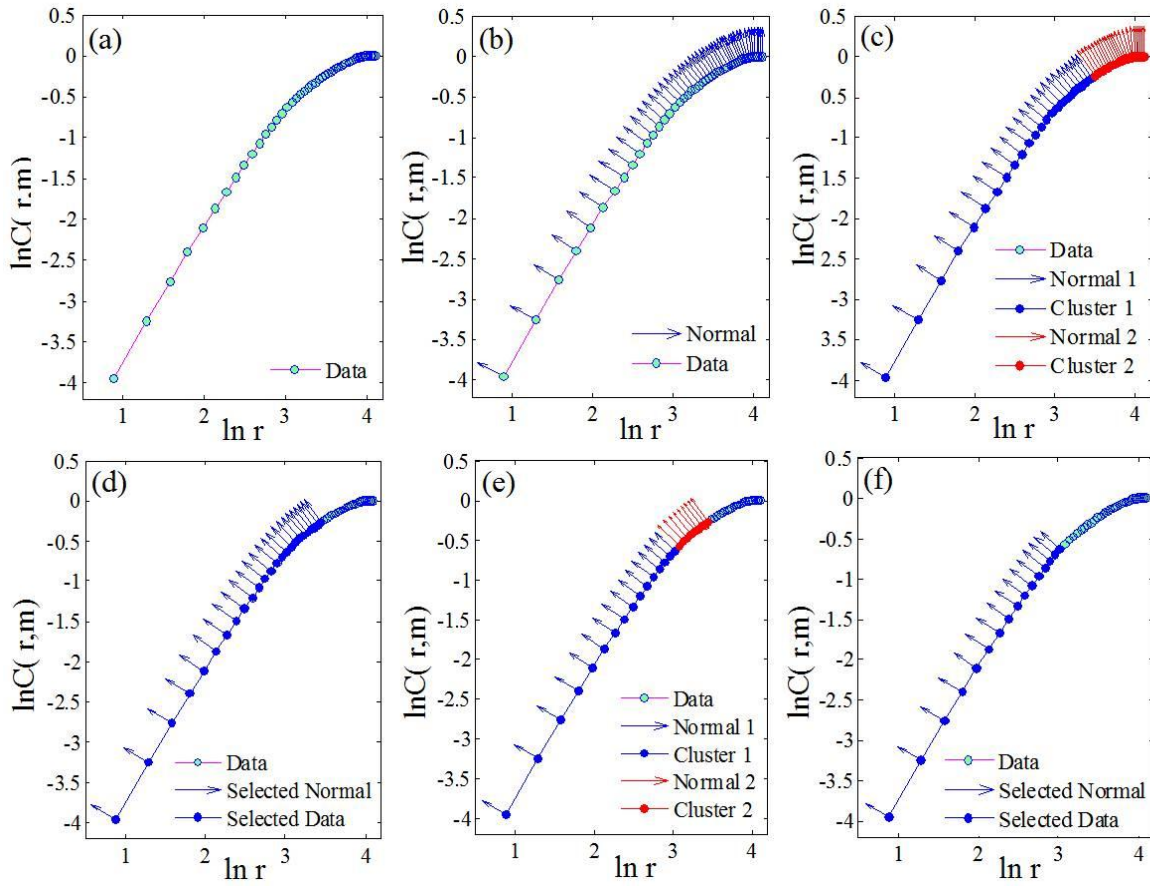 (a)
0.5
0
-0.5
-1
-1.5
-2
-2.5
-3
-3.5
-4
lnC( r,m)
Data
1 2 3 4
ln r
(b)
0.5
0
-0.5
-1
-1.5
-2
-2.5
-3
-3.5
-4
lnC( r,m)
Normal
Data
1 2 3 4
ln r
(c)
0.5
0
-0.5
-1
-1.5
-2
-2.5
-3
-3.5
-4
lnC( r,m)
Data
Normal 1
Cluster 1
Normal 2
Cluster 2
1 2 3 4
ln r
(d)
0.5
0
-0.5
-1
-1.5
-2
-2.5
-3
-3.5
-4
lnC( r,m)
Data
Selected Normal
Selected Data
1 2 3 4
ln r
(e)
0.5
0
-0.5
-1
-1.5
-2
-2.5
-3
-3.5
-4
lnC( r,m)
Data
Normal 1
Cluster 1
Normal 2
Cluster 2
1 2 3 4
ln r
(f)
0.5
0
-0.5
-1
-1.5
-2
-2.5
-3
-3.5
-4
lnC( r,m)
Data
Selected Normal
Selected Data
1 2 3 4
ln r